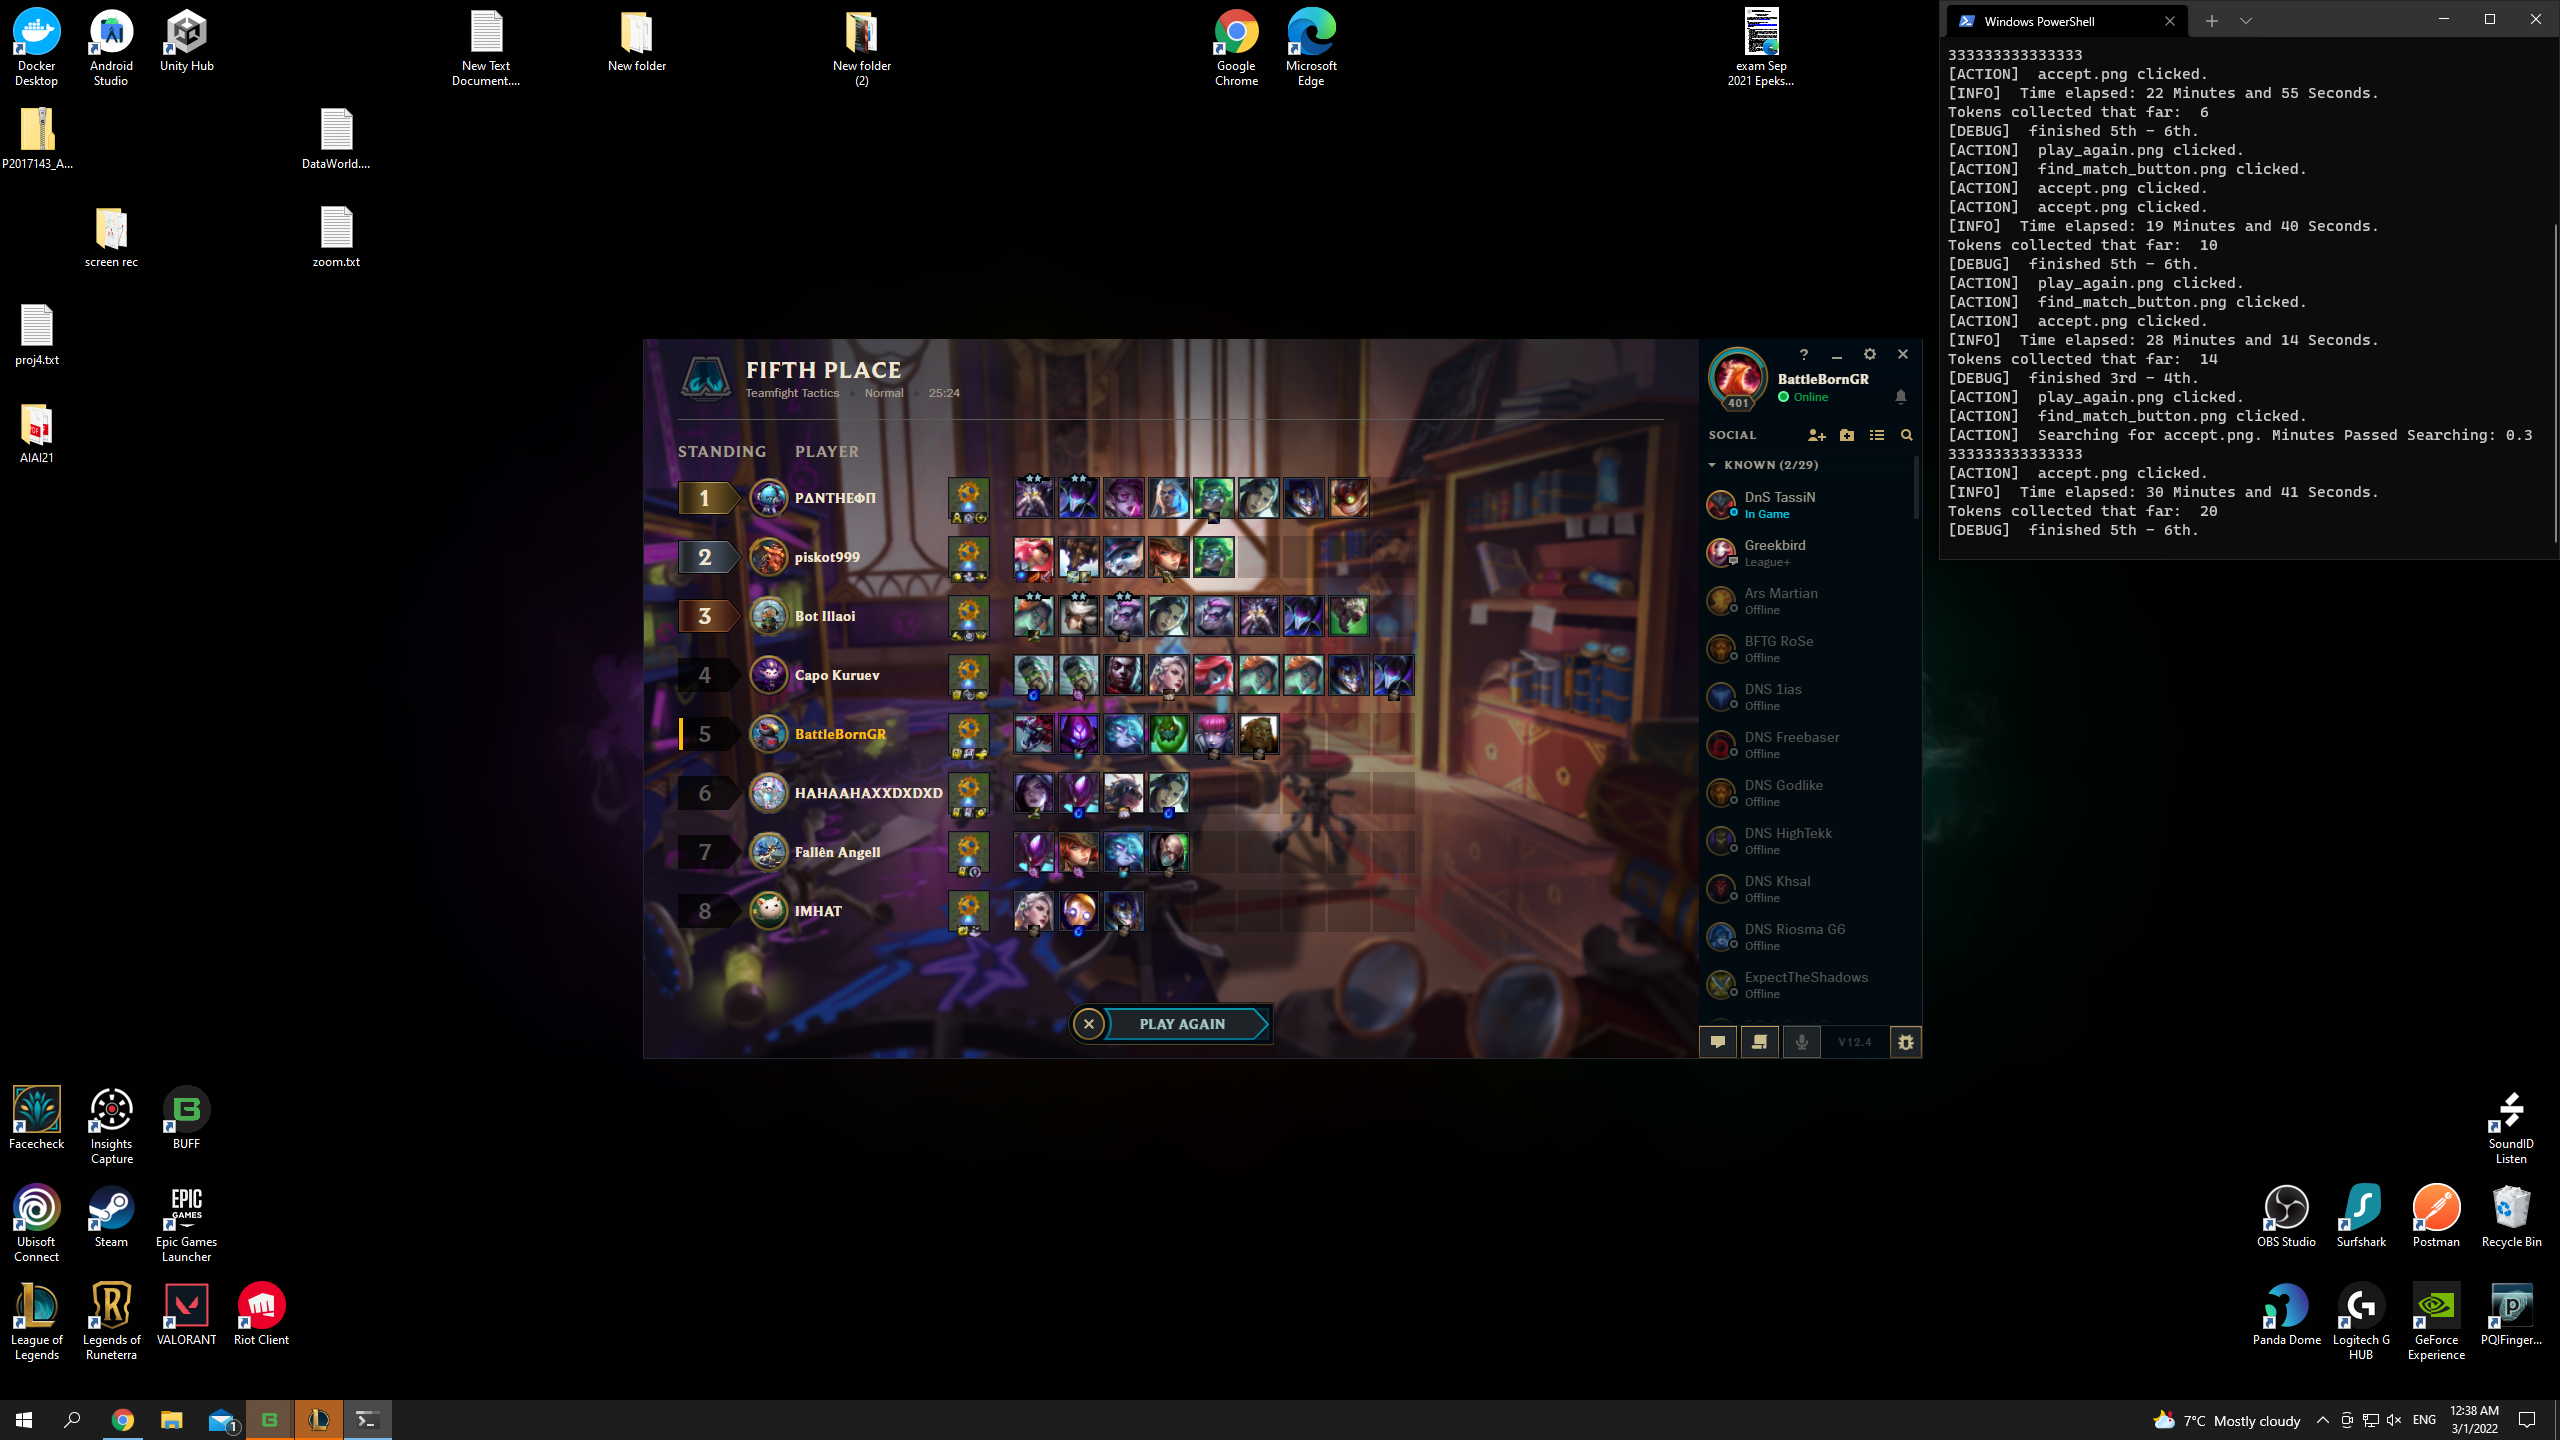 Docker Desktop
Android Studio
Unity Hub
New Text Document....
New folder
New folder (2)
Google Chrome
Microsoft Edge
exam Sep 2021 Epeks...
P2017143_A...
DataWorld....
screen rec
zoom.txt
proj4.txt
AIAI21
Windows PowerShell
333333333333333
[ACTION]  accept.png clicked.
[INFO]  Time elapsed: 22 Minutes and 55 Seconds.
Tokens collected that far:  6
[DEBUG]  finished 5th - 6th.
[ACTION]  play_again.png clicked.
[ACTION]  find_match_button.png clicked.
[ACTION]  accept.png clicked.
[ACTION]  accept.png clicked.
[INFO]  Time elapsed: 19 Minutes and 40 Seconds.
Tokens collected that far:  10
[DEBUG]  finished 5th - 6th.
[ACTION]  play_again.png clicked.
[ACTION]  find_match_button.png clicked.
[ACTION]  accept.png clicked.
[INFO]  Time elapsed: 28 Minutes and 14 Seconds.
Tokens collected that far:  14
[DEBUG]  finished 3rd - 4th.
[ACTION]  play_again.png clicked.
[ACTION]  find_match_button.png clicked.
[ACTION]  Searching for accept.png. Minutes Passed Searching: 0.3
333333333333333
[ACTION]  accept.png clicked.
[INFO]  Time elapsed: 30 Minutes and 41 Seconds.
Tokens collected that far:  20
[DEBUG]  finished 5th - 6th.
FIFTH PLACE
Teamfight Tactics • Normal • 25:24
STANDING PLAYER
1 PΔNTHEΦΠ
2 piskot999
3 Bot Illaoi
4 Capo Kuruev
5 BattleBornGR
6 HAHAAHAXXDXDXD
7 Fallên Angell
8 IMHAT
PLAY AGAIN
?
401
BattleBornGR
Online
SOCIAL
KNOWN (2/29)
DnS TassiN
In Game
Greekbird
League+
Ars Martian
Offline
BFTG RoSe
Offline
DNS 1ias
Offline
DNS Freebaser
Offline
DNS Godlike
Offline
DNS HighTekk
Offline
DNS Khsal
Offline
DNS Riosma G6
Offline
ExpectTheShadows
Offline
V12.4
Facecheck
Insights Capture
BUFF
Ubisoft Connect
Steam
EPIC GAMES
Epic Games Launcher
League of Legends
Legends of Runeterra
VALORANT
Riot Client
SoundID Listen
OBS Studio
Surfshark
Postman
Recycle Bin
Panda Dome
Logitech G HUB
GeForce Experience
PQIFinger...
1
7°C Mostly cloudy
ENG
12:38 AM
3/1/2022